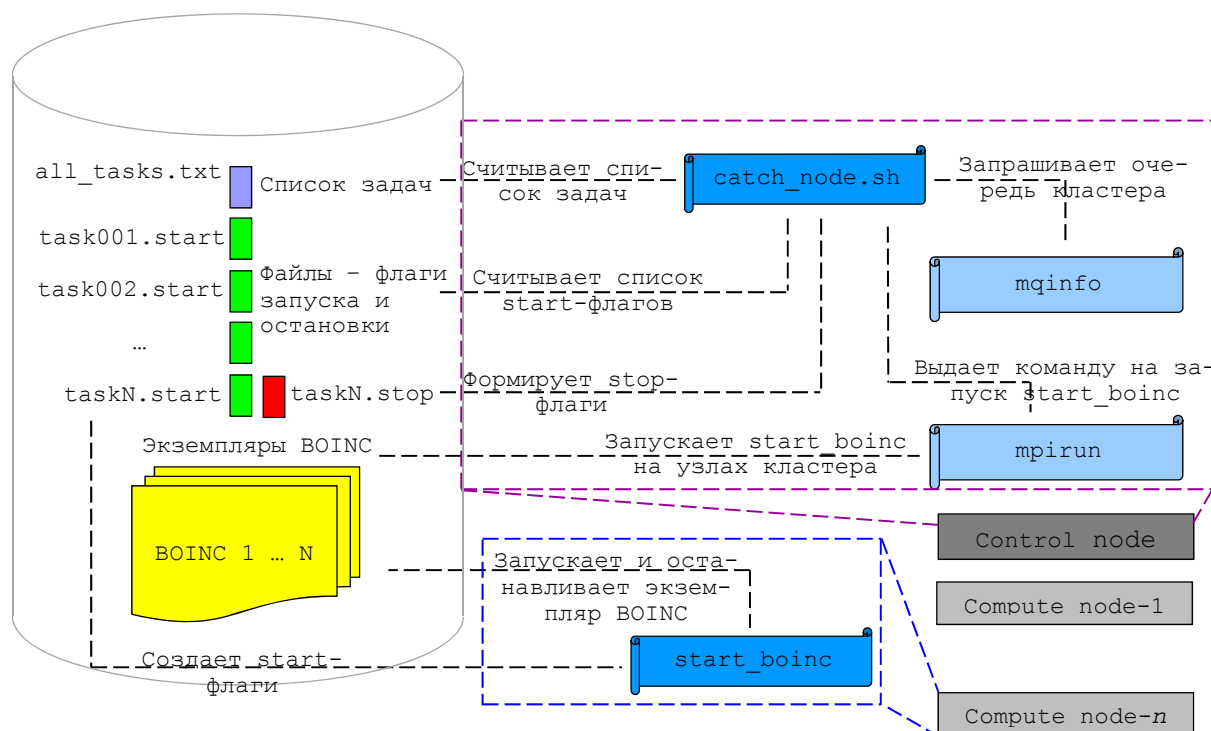 all_tasks.txt
Список задач
task001.start
task002.start
Файлы – флаги
запуска и
остановки
…
taskN.start
taskN.stop
Экземпляры BOINC
BOINC 1 … N
Считывает спи-
сок задач
catch_node.sh
Запрашивает оче-
редь кластера
mqinfo
Считывает список
start-флагов
Формирует stop-
флаги
Выдает команду на за-
пуск start_boinc
Запускает start_boinc
на узлах кластера
mpirun
Control node
Compute node-1
Compute node-n
Запускает и оста-
навливает экзем-
пляр BOINC
start_boinc
Создает start-
флаги